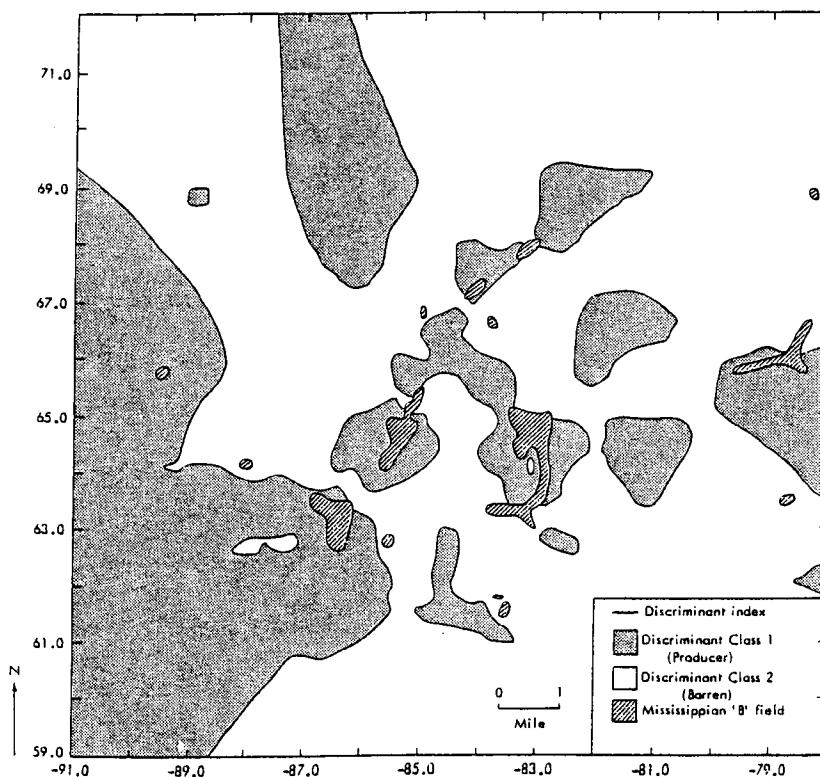 71.0
69.0
67.0
65.0
63.0
61.0
59.0
N
-91.0 -89.0 -87.0 -85.0 -83.0 -81.0 -79.0
0 1
Mile
Discriminant index
Discriminant Class 1
(Producer)
Discriminant Class 2
(Barren)
Mississippian 'B' field